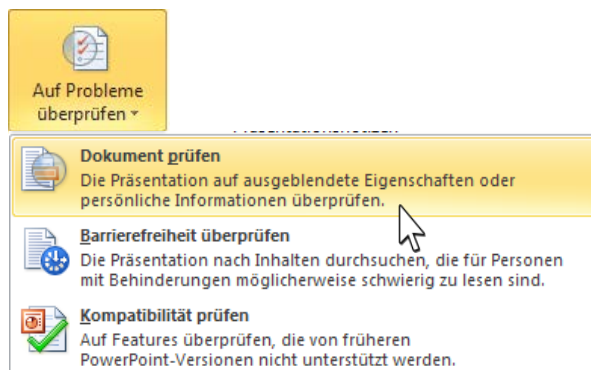 Auf Probleme
überprüfen
Dokument prüfen
Die Präsentation auf ausgeblendete Eigenschaften oder
persönliche Informationen überprüfen.
Barrierefreiheit überprüfen
Die Präsentation nach Inhalten durchsuchen, die für Personen
mit Behinderungen möglicherweise schwierig zu lesen sind.
Kompatibilität prüfen
Auf Features überprüfen, die von früheren
PowerPoint-Versionen nicht unterstützt werden.